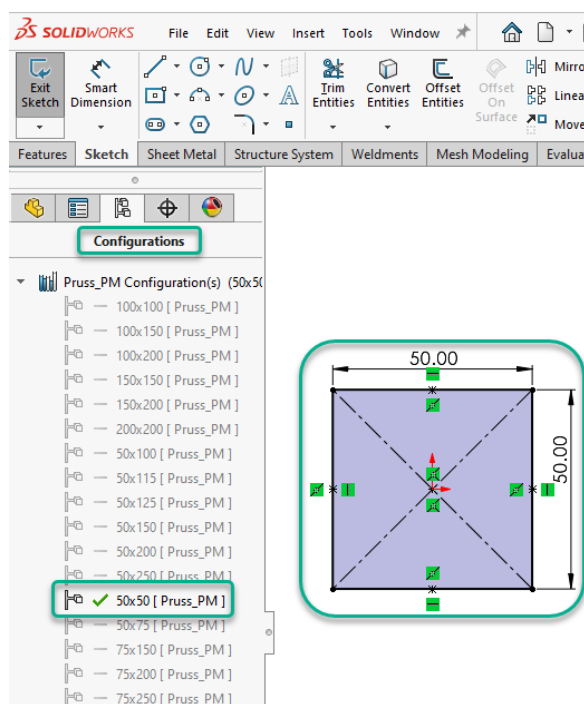 SOLIDWORKS File Edit View Insert Tools Window
Exit Sketch
Smart Dimension
Trim Entities
Convert Entities
Offset Entities
Offset On Surface
Mirro
Linea
Move
Features Sketch Sheet Metal Structure System Weldments Mesh Modeling Evalua
Configurations
Pruss_PM Configuration(s) (50x50
100x100 [ Pruss_PM ]
100x150 [ Pruss_PM ]
100x200 [ Pruss_PM ]
150x150 [ Pruss_PM ]
150x200 [ Pruss_PM ]
200x200 [ Pruss_PM ]
50x100 [ Pruss_PM ]
50x115 [ Pruss_PM ]
50x125 [ Pruss_PM ]
50x150 [ Pruss_PM ]
50x200 [ Pruss_PM ]
50x250 [ Pruss_PM ]
50x50 [ Pruss_PM ]
50x75 [ Pruss_PM ]
75x150 [ Pruss_PM ]
75x200 [ Pruss_PM ]
75x250 [ Pruss_PM ]
50.00
50.00